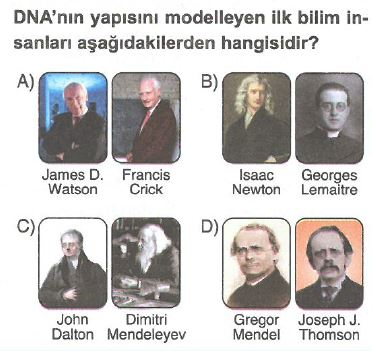 DNA'nın yapısını modelleyen ilk bilim in-
sanları aşağıdakilerden hangisidir?
A)
James D. Watson
Francis Crick
B)
Isaac Newton
Georges Lemaitre
C)
John Dalton
Dimitri Mendeleyev
D)
Gregor Mendel
Joseph J. Thomson